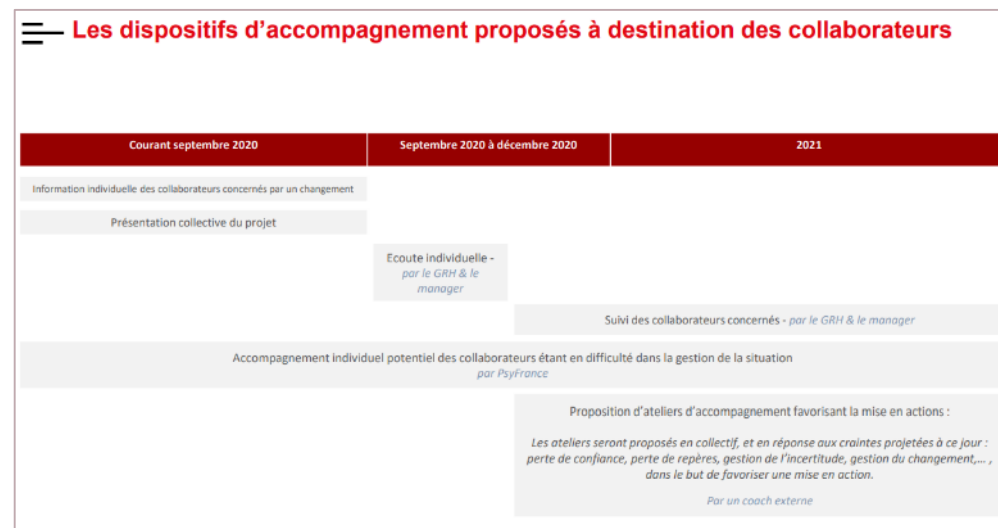 Les dispositifs d’accompagnement proposés à destination des collaborateurs
Courant septembre 2020
Septembre 2020 à décembre 2020
2021
Information individuelle des collaborateurs concernés par un changement
Présentation collective du projet
Ecoute individuelle -
par le GRH & le
manager
Suivi des collaborateurs concernés - par le GRH & le manager
Accompagnement individuel potentiel des collaborateurs étant en difficulté dans la gestion de la situation
par PsyFrance
Proposition d’ateliers d’accompagnement favorisant la mise en actions :
Les ateliers seront proposés en collectif, et en réponse aux craintes projetées à ce jour :
perte de confiance, perte de repères, gestion de l’incertitude, gestion du changement,… ,
dans le but de favoriser une mise en action.
Par un coach externe